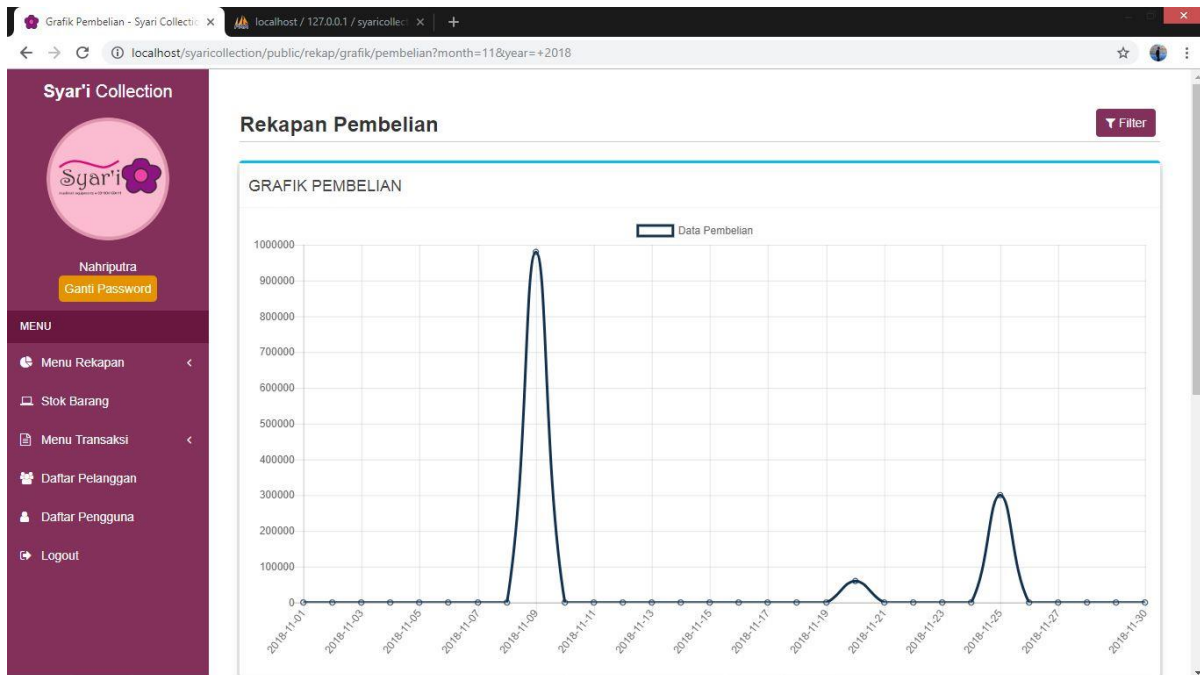 Grafik Pembelian - Syari Collectio
localhost / 127.0.0.1 / syaricollect
localhost/syaricollection/public/rekap/grafik/pembelian?month=11&year=+2018
Syar'i Collection
Syar'i
Nahriputra
Ganti Password
MENU
Menu Rekapan
Stok Barang
Menu Transaksi
Daftar Pelanggan
Daftar Pengguna
Logout
Rekapan Pembelian
Filter
GRAFIK PEMBELIAN
Data Pembelian
1000000
900000
800000
700000
600000
500000
400000
300000
200000
100000
0
2018-11-01
2018-11-03
2018-11-05
2018-11-07
2018-11-09
2018-11-11
2018-11-13
2018-11-15
2018-11-17
2018-11-19
2018-11-21
2018-11-23
2018-11-25
2018-11-27
2018-11-30